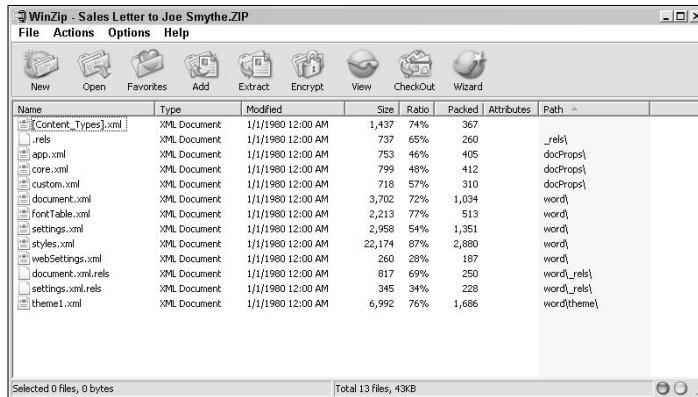 WinZip - Sales Letter to Joe Smythe.ZIP
File Actions Options Help
New Open Favorites Add Extract Encrypt View CheckOut Wizard
Name Type Modified Size Ratio Packed Attributes Path
[Content_Types].xml XML Document 1/1/1980 12:00 AM 1,437 74% 367
.rels XML Document 1/1/1980 12:00 AM 737 65% 260 _rels\
app.xml XML Document 1/1/1980 12:00 AM 753 46% 405 docProps\
core.xml XML Document 1/1/1980 12:00 AM 799 48% 412 docProps\
custom.xml XML Document 1/1/1980 12:00 AM 718 57% 310 docProps\
document.xml XML Document 1/1/1980 12:00 AM 3,702 72% 1,034 word\
fontTable.xml XML Document 1/1/1980 12:00 AM 2,213 77% 513 word\
settings.xml XML Document 1/1/1980 12:00 AM 2,958 54% 1,351 word\
styles.xml XML Document 1/1/1980 12:00 AM 22,174 87% 2,880 word\
webSettings.xml XML Document 1/1/1980 12:00 AM 260 28% 187 word\
document.xml.rels XML Document 1/1/1980 12:00 AM 817 69% 250 word\_rels\
settings.xml.rels XML Document 1/1/1980 12:00 AM 345 34% 228 word\_rels\
theme1.xml XML Document 1/1/1980 12:00 AM 6,992 76% 1,686 word\theme\
Selected 0 files, 0 bytes Total 13 files, 43KB